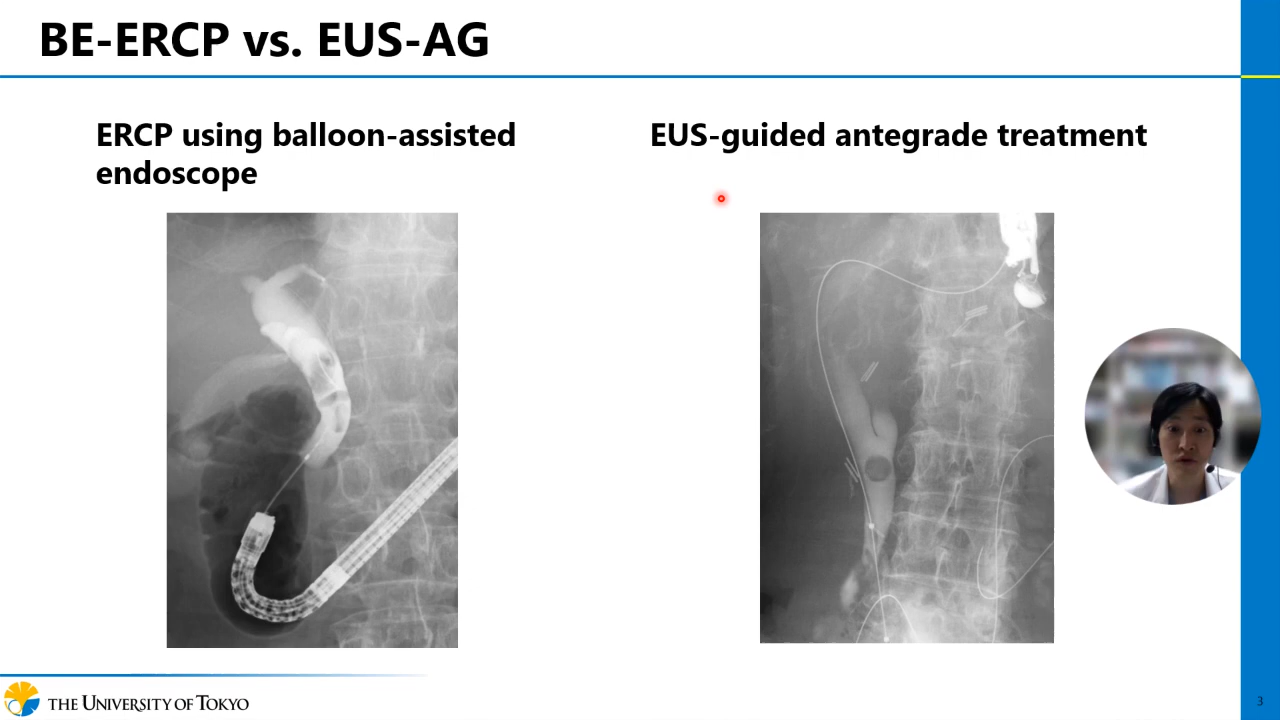 BE-ERCP vs. EUS-AG
ERCP using balloon-assisted
endoscope
EUS-guided antegrade treatment
THE UNIVERSITY OF TOKYO
3